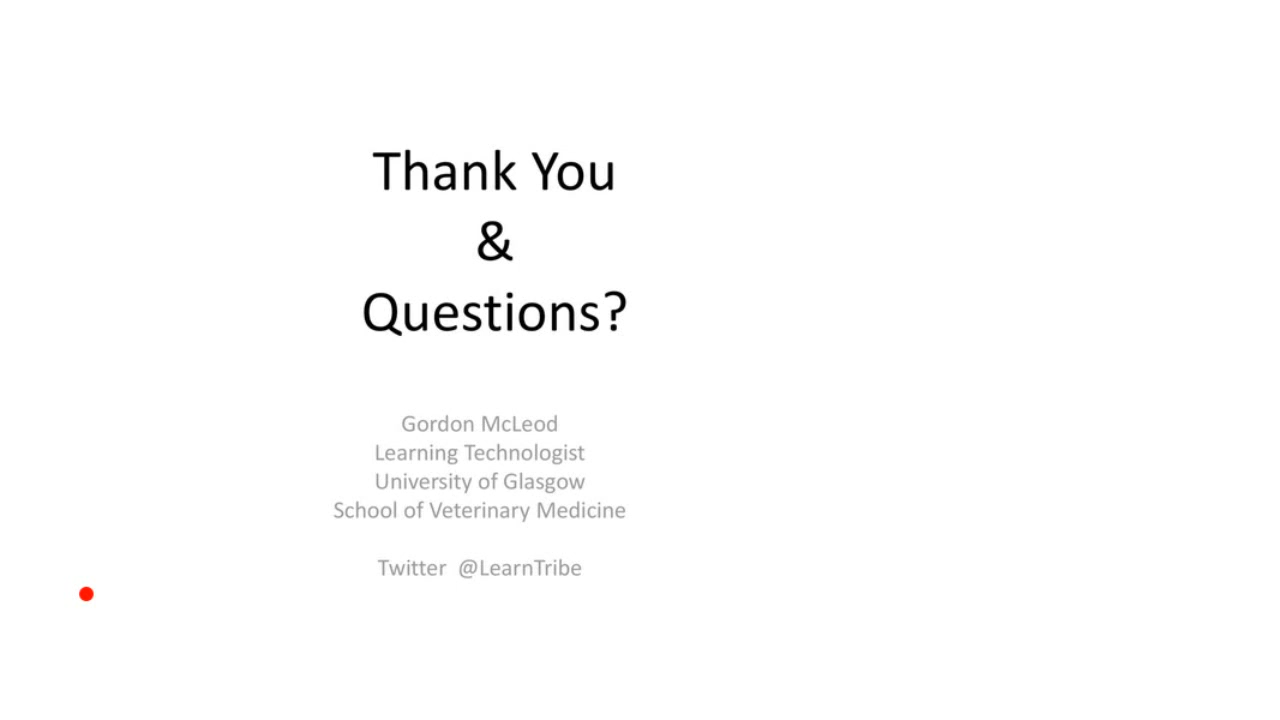 Thank You
&
Questions?
Gordon McLeod
Learning Technologist
University of Glasgow
School of Veterinary Medicine
Twitter  @LearnTribe